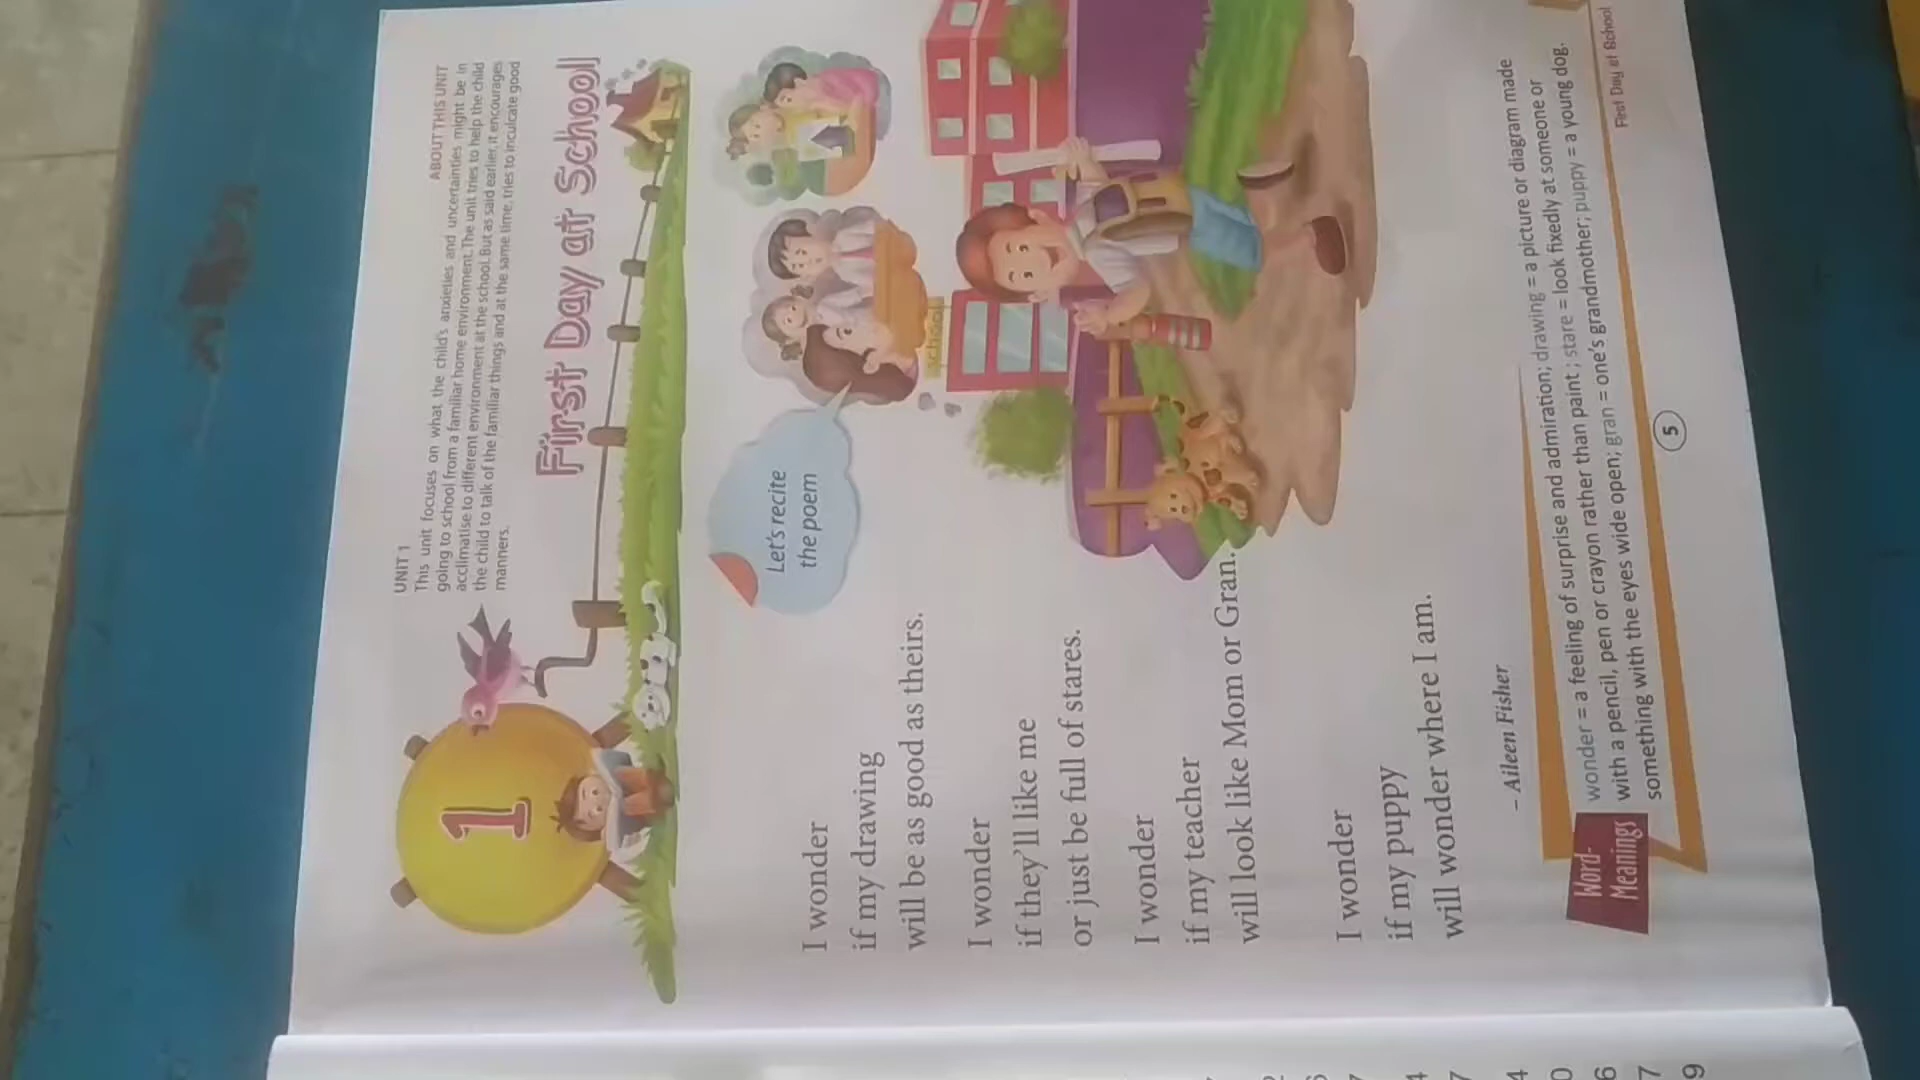 UNIT 1
ABOUT THIS UNIT
This unit focuses on what the child's anxieties and uncertainties might be in
going to school from a familiar home environment. The unit tries to help the child
acclimatise to different environment at the school. But as said earlier, it encourages
the child to talk of the familiar things and at the same time, tries to inculcate good
manners.
1
First Day at School
Let's recite
the poem
School
I wonder
if my drawing
will be as good as theirs.
I wonder
if they'll like me
or just be full of stares.
I wonder
if my teacher
will look like Mom or Gran.
I wonder
if my puppy
will wonder where I am.
– Aileen Fisher
Word-
Meanings
wonder = a feeling of surprise and admiration; drawing = a picture or diagram made
with a pencil, pen or crayon rather than paint ; stare = look fixedly at someone or
something with the eyes wide open; gran = one's grandmother; puppy = a young dog.
5
First Day at School